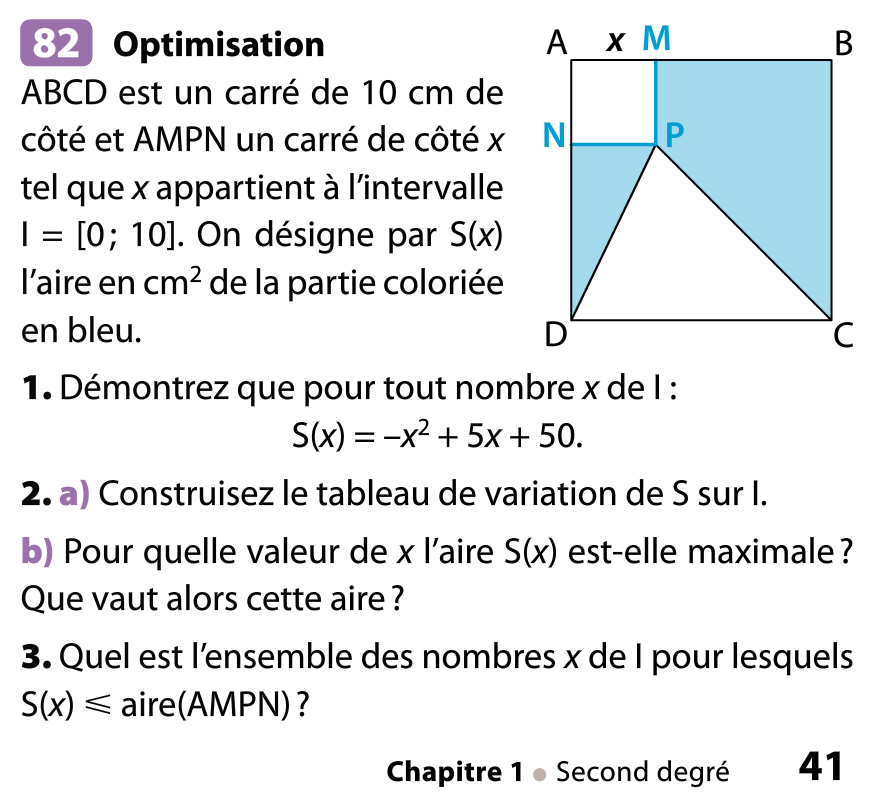 82 Optimisation
ABCD est un carré de 10 cm de
côté et AMPN un carré de côté x
tel que x appartient à l'intervalle
I = [0 ; 10]. On désigne par S(x)
l'aire en cm² de la partie coloriée
en bleu.
A x M B
N P
D C
1. Démontrez que pour tout nombre x de I :
S(x) = –x² + 5x + 50.
2. a) Construisez le tableau de variation de S sur I.
b) Pour quelle valeur de x l'aire S(x) est-elle maximale ?
Que vaut alors cette aire ?
3. Quel est l'ensemble des nombres x de I pour lesquels
S(x) ⩽ aire(AMPN) ?
Chapitre 1 ● Second degré 41